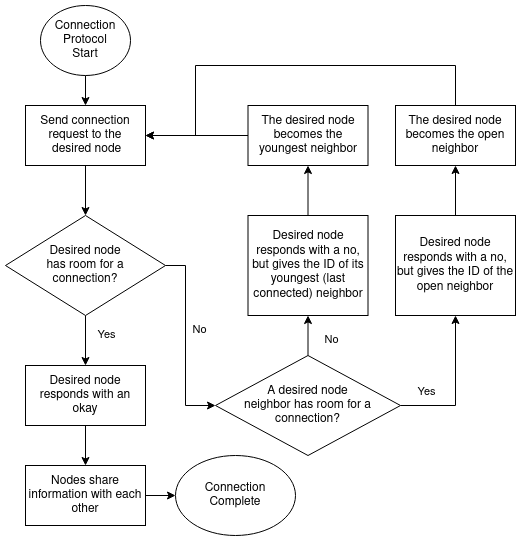 Connection
Protocol
Start
Send connection
request to the
desired node
The desired node
becomes the
youngest neighbor
The desired node
becomes the open
neighbor
Desired node
has room for a
connection?
Desired node
responds with a no,
but gives the ID of its
youngest (last
connected) neighbor
Desired node
responds with a no,
but gives the ID of the
open neighbor
Yes
No
No
Desired node
responds with an
okay
A desired node
neighbor has room for a
connection?
Yes
Nodes share
information with each
other
Connection
Complete